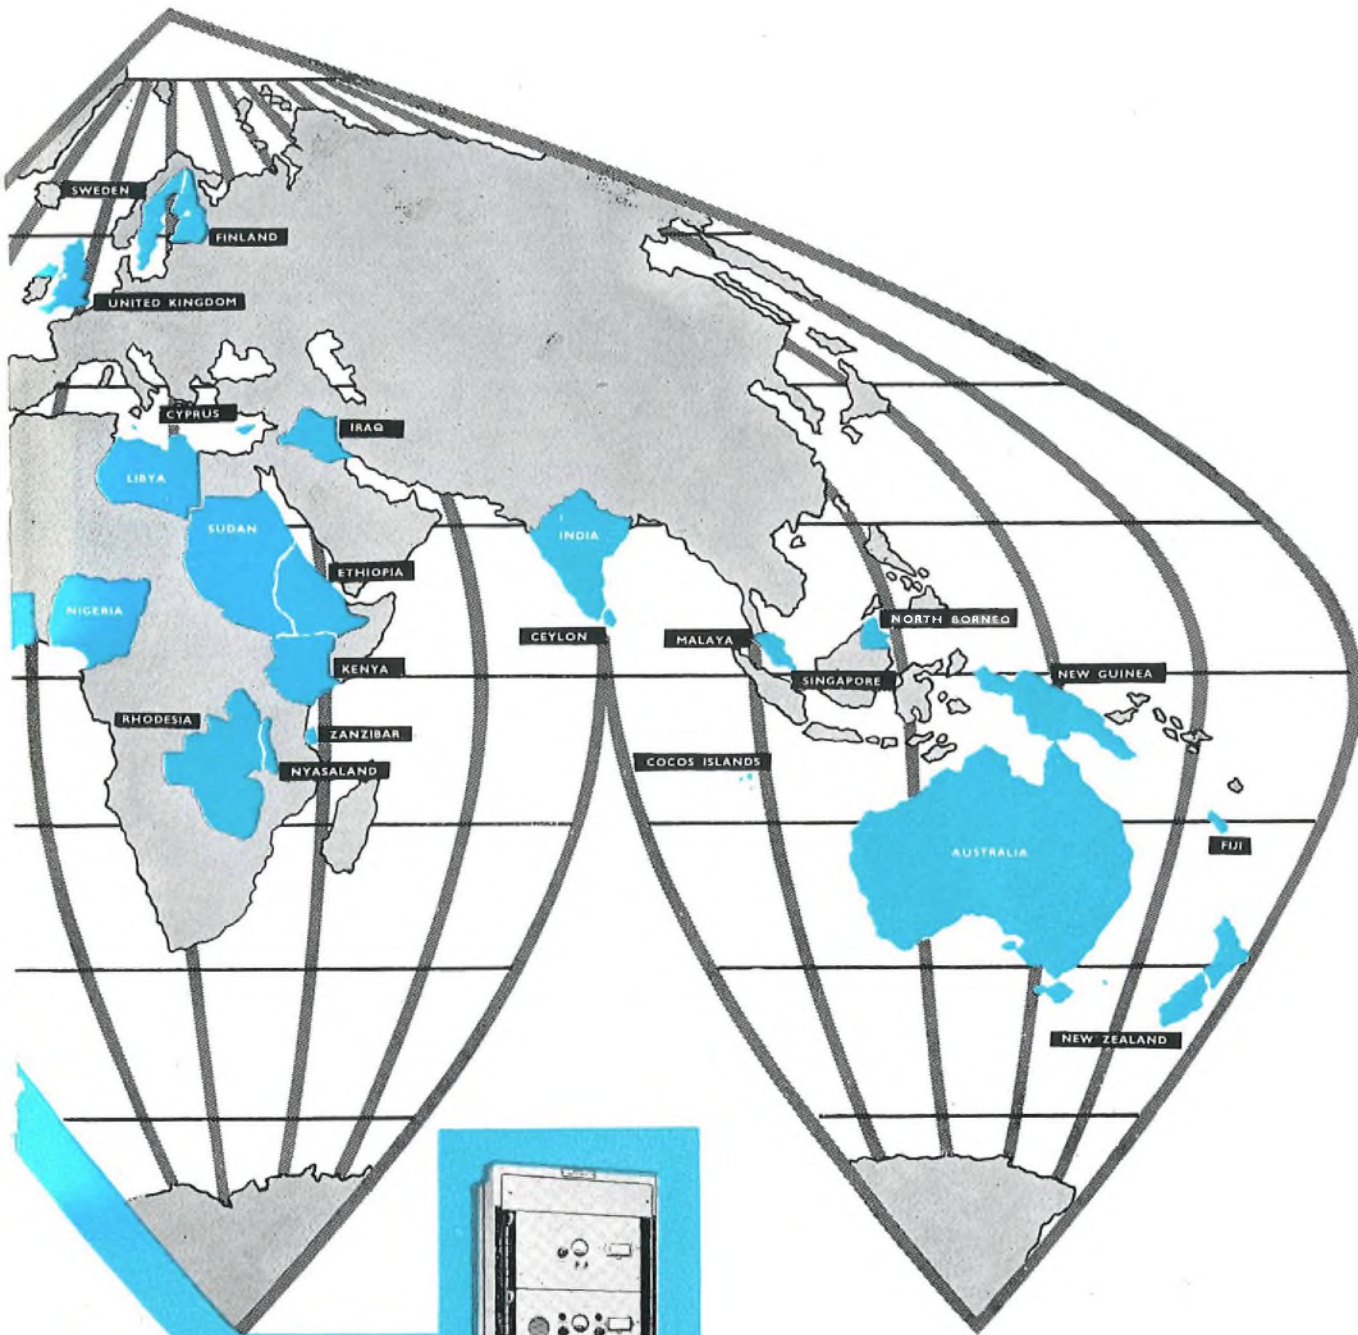 SWEDEN
FINLAND
UNITED KINGDOM
CYPRUS
IRAQ
LIBYA
SUDAN
INDIA
ETHIOPIA
NIGERIA
CEYLON
MALAYA
NORTH BORNEO
KENYA
SINGAPORE
NEW GUINEA
RHODESIA
ZANZIBAR
NYASALAND
COCOS ISLANDS
AUSTRALIA
FIJI
NEW ZEALAND